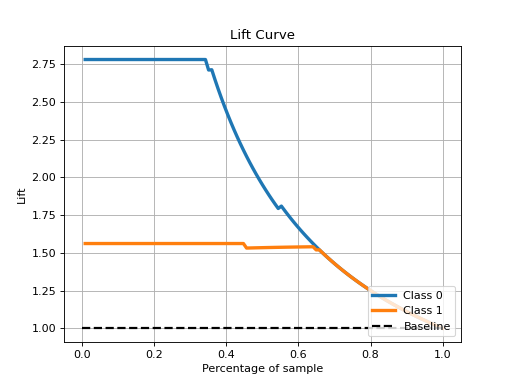 Lift Curve
Lift
2.75
2.50
2.25
2.00
1.75
1.50
1.25
1.00
0.0 0.2 0.4 0.6 0.8 1.0
Percentage of sample
Class 0
Class 1
Baseline